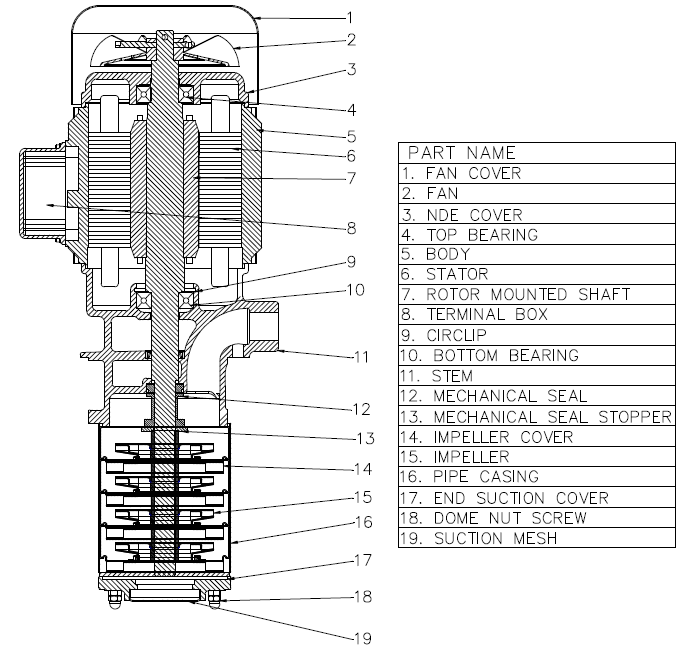 1
2
3
4
5
6
7
8
9
10
11
12
13
14
15
16
17
18
19
PART NAME
1. FAN COVER
2. FAN
3. NDE COVER
4. TOP BEARING
5. BODY
6. STATOR
7. ROTOR MOUNTED SHAFT
8. TERMINAL BOX
9. CIRCLIP
10. BOTTOM BEARING
11. STEM
12. MECHANICAL SEAL
13. MECHANICAL SEAL STOPPER
14. IMPELLER COVER
15. IMPELLER
16. PIPE CASING
17. END SUCTION COVER
18. DOME NUT SCREW
19. SUCTION MESH